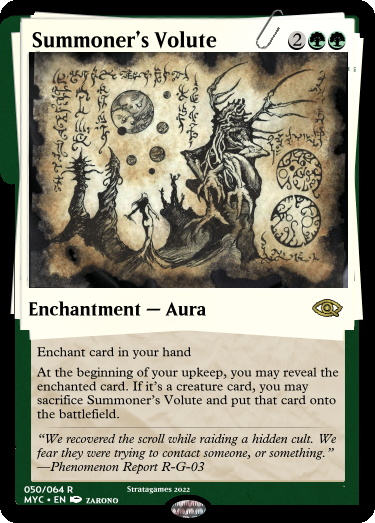 Summoner's Volute 2
Enchantment — Aura
Enchant card in your hand
At the beginning of your upkeep, you may reveal the
enchanted card. If it's a creature card, you may
sacrifice Summoner's Volute and put that card onto
the battlefield.
"We recovered the scroll while raiding a hidden cult. We
fear they were trying to contact someone, or something."
—Phenomenon Report R-G-03
050/064 R
Stratagames 2022
MYC • EN ZARONO